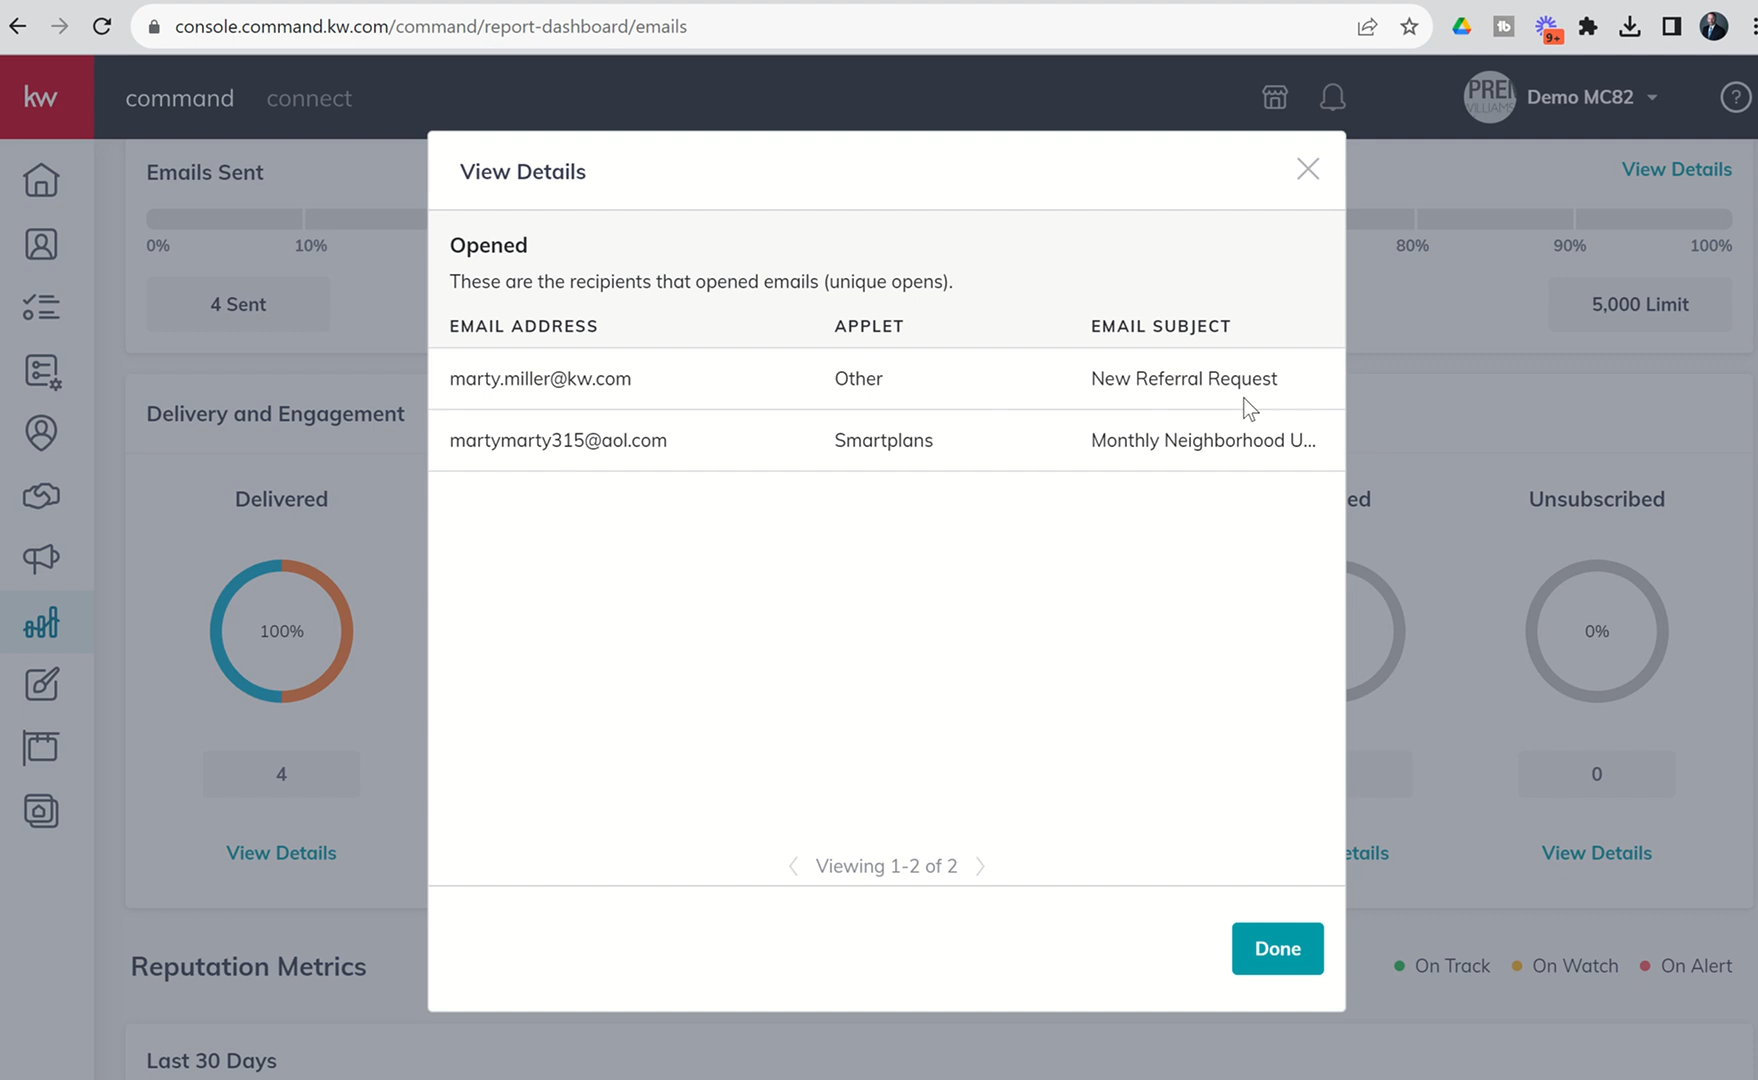 console.command.kw.com/command/report-dashboard/emails
9+
kw
command
connect
Demo MC82
?
Emails Sent
View Details
0%
10%
80%
90%
100%
4 Sent
5,000 Limit
Delivery and Engagement
Delivered
100%
4
View Details
ed
etails
Unsubscribed
0%
0
View Details
View Details
Opened
These are the recipients that opened emails (unique opens).
EMAIL ADDRESS
APPLET
EMAIL SUBJECT
marty.miller@kw.com
Other
New Referral Request
martymarty315@aol.com
Smartplans
Monthly Neighborhood U...
Viewing 1-2 of 2
Done
Reputation Metrics
On Track
On Watch
On Alert
Last 30 Days